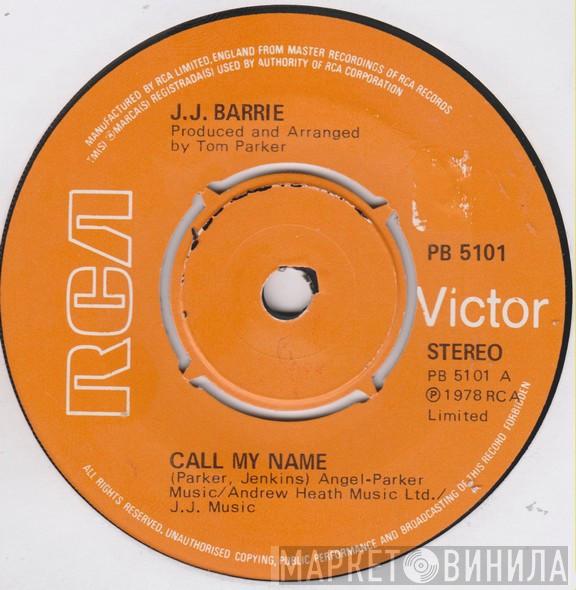 MANUFACTURED BY RCA LIMITED, ENGLAND FROM MASTER RECORDINGS OF RCA RECORDS
TM(S) ® MARCA(S) REGISTRADA(S) USED BY AUTHORITY OF RCA CORPORATION
J.J. BARRIE
Produced and Arranged
by Tom Parker
RCA
PB 5101
Victor
STEREO
PB 5101 A
Ⓟ 1978 RCA
Limited
CALL MY NAME
(Parker, Jenkins) Angel-Parker
Music/Andrew Heath Music Ltd./
J.J. Music
ALL RIGHTS RESERVED. UNAUTHORISED COPYING, PUBLIC PERFORMANCE AND BROADCASTING OF THIS RECORD FORBIDDEN
МАРКЕТ ВИНИЛА